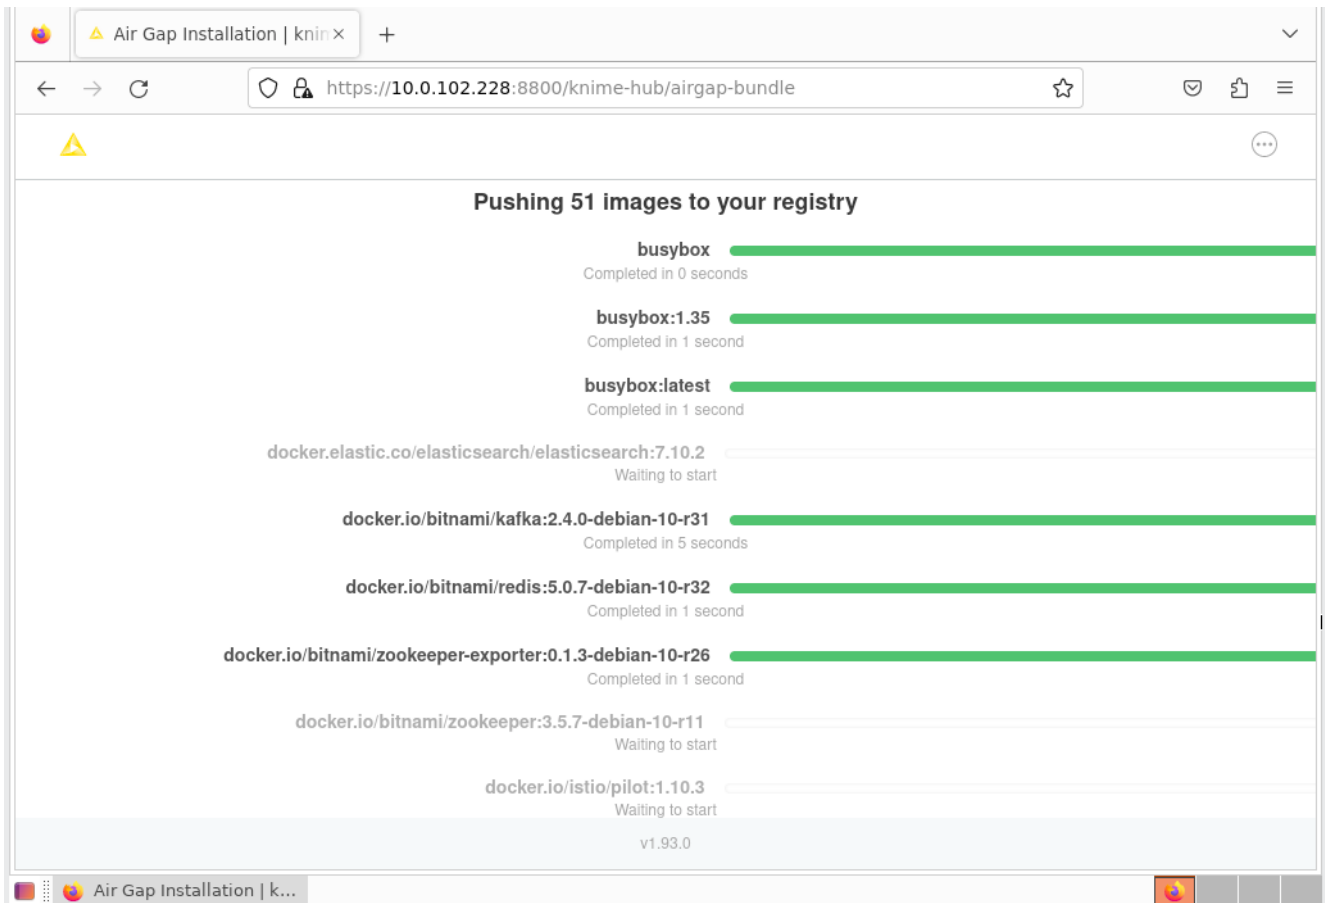 Air Gap Installation | knim
https://10.0.102.228:8800/knime-hub/airgap-bundle
Pushing 51 images to your registry
busybox
Completed in 0 seconds
busybox:1.35
Completed in 1 second
busybox:latest
Completed in 1 second
docker.elastic.co/elasticsearch/elasticsearch:7.10.2
Waiting to start
docker.io/bitnami/kafka:2.4.0-debian-10-r31
Completed in 5 seconds
docker.io/bitnami/redis:5.0.7-debian-10-r32
Completed in 1 second
docker.io/bitnami/zookeeper-exporter:0.1.3-debian-10-r26
Completed in 1 second
docker.io/bitnami/zookeeper:3.5.7-debian-10-r11
Waiting to start
docker.io/istio/pilot:1.10.3
Waiting to start
v1.93.0
Air Gap Installation | k...